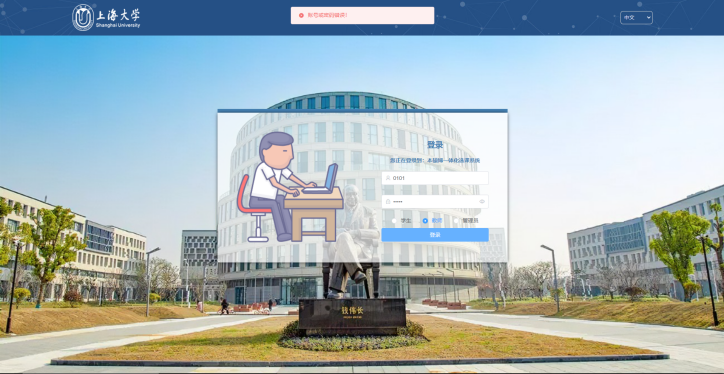 上海大学
Shanghai University
账号或密码错误！
中文
登录
0101
•••••
学生
教师
管理员
登录
钱伟长